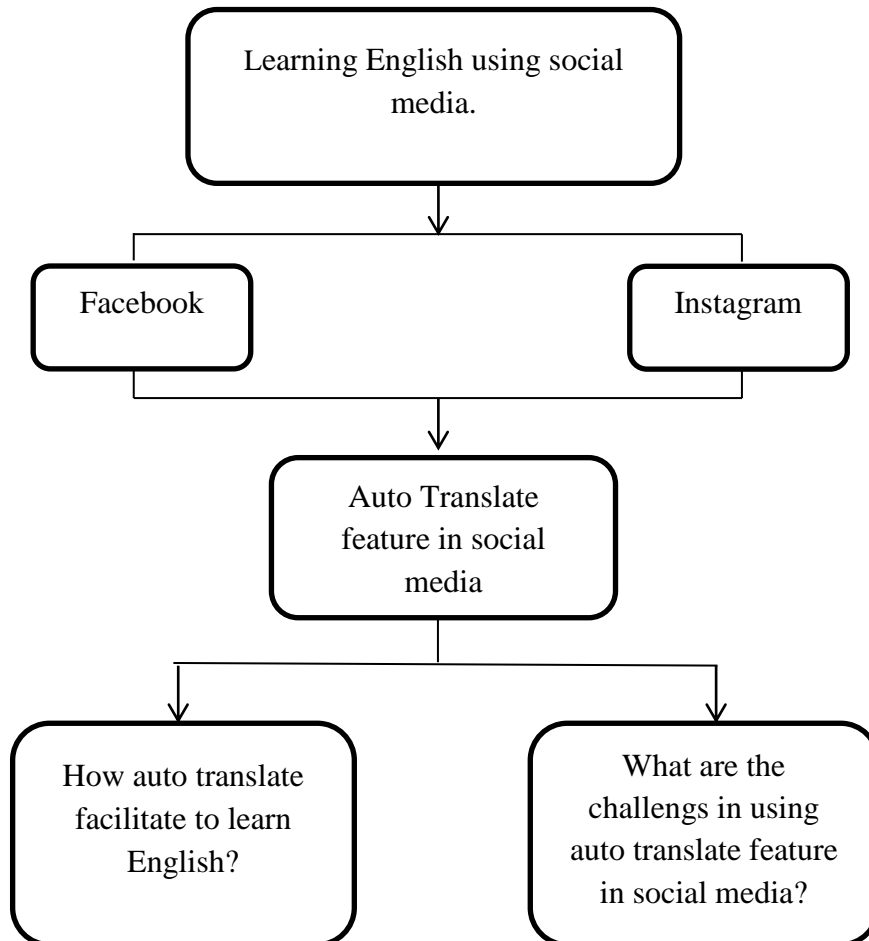 Learning English using social
media.
Facebook
Instagram
Auto Translate
feature in social
media
How auto translate
facilitate to learn
English?
What are the
challengs in using
auto translate feature
in social media?